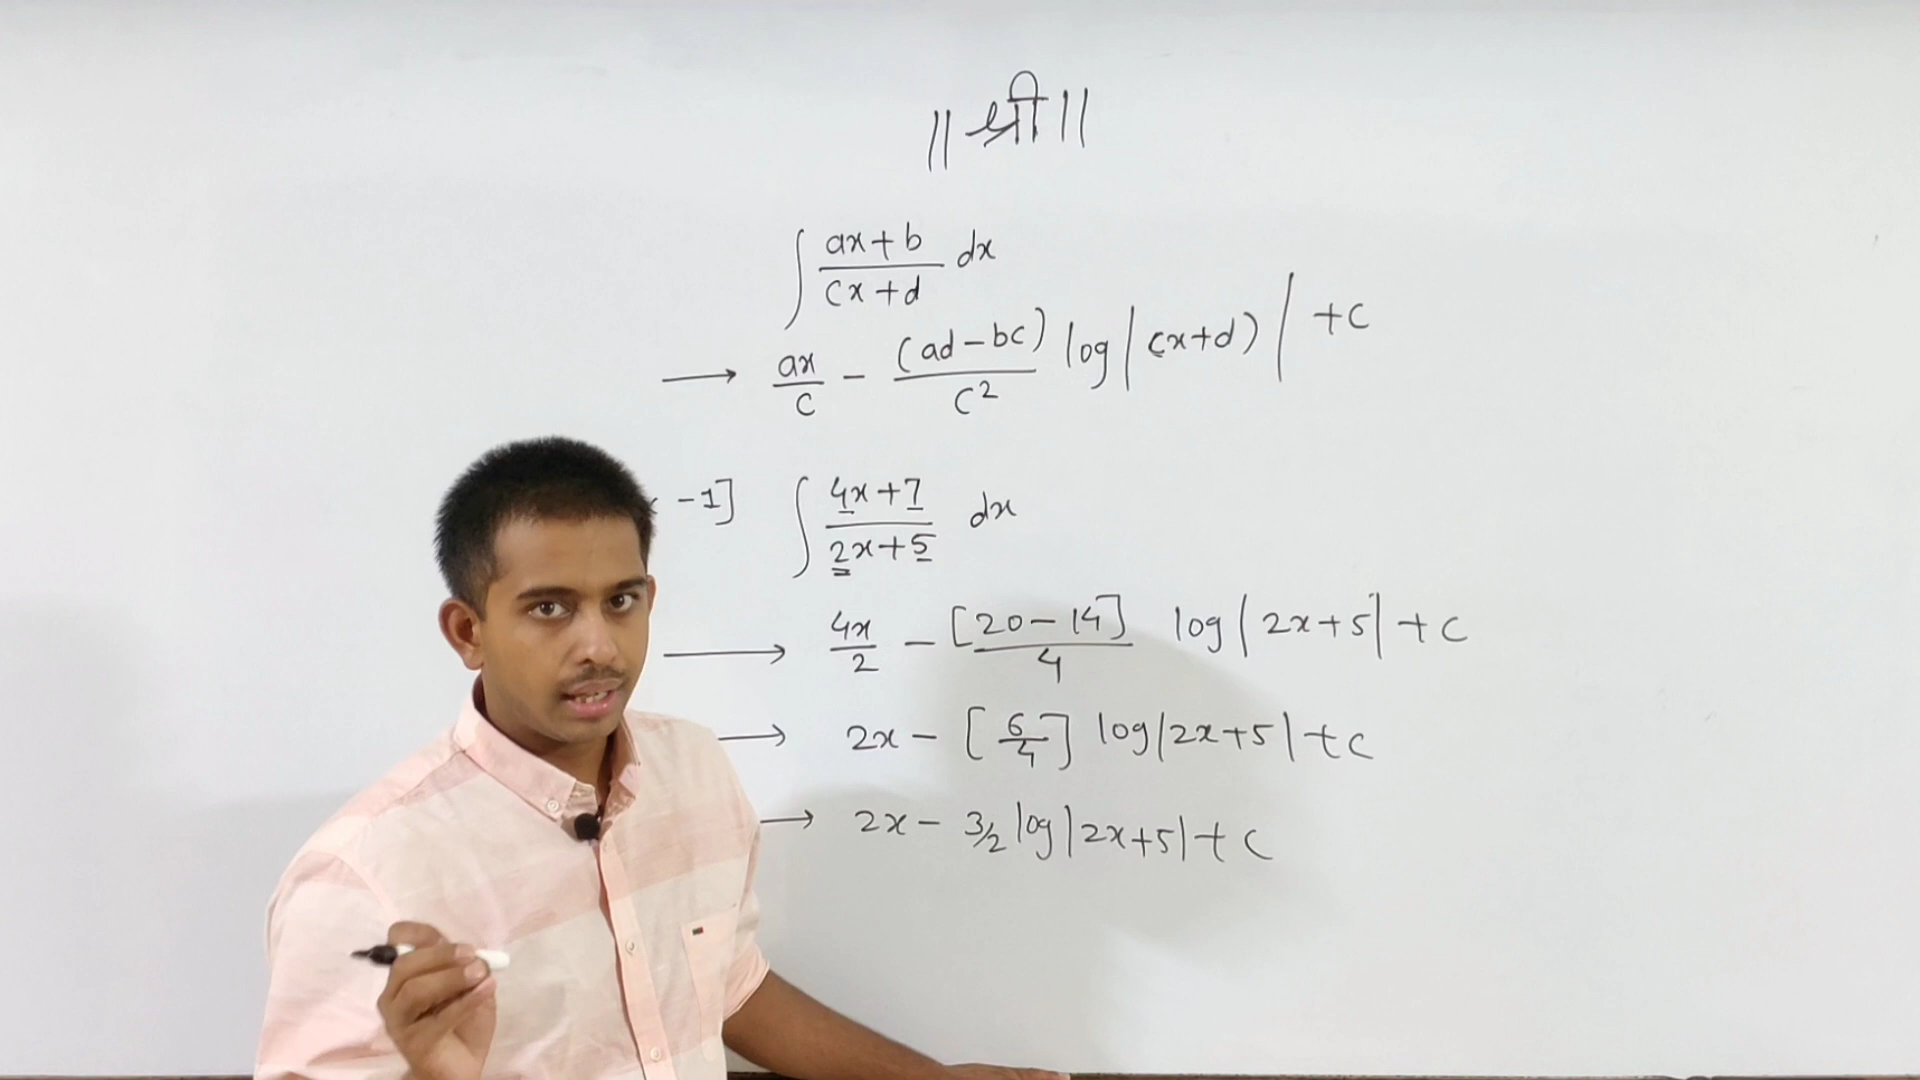 || श्री ||
∫ (ax+b)/(cx+d) dx
→ ax/c - (ad-bc)/c² log|cx+d)| +c
-1] ∫ (4x+7)/(2x+5) dx
→ 4x/2 - [20-14]/4 log|2x+5|+c
→ 2x - [6/4] log|2x+5|+c
→ 2x - 3/2 log|2x+5|+c